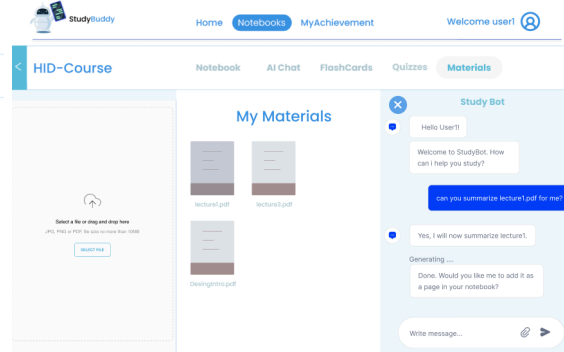 StudyBuddy
Home Notebooks MyAchievement
Welcome user1
< HID-Course
Notebook AI Chat FlashCards Quizzes Materials
Select a file or drag and drop here
JPG, PNG or PDF, file size no more than 10MB
SELECT FILE
My Materials
lecture1.pdf lecture3.pdf
DesingIntro.pdf
Study Bot
Hello User1!
Welcome to StudyBot. How
can I help you study?
can you summarize lecture1.pdf for me?
Yes, I will now summarize lecture1.
Generating ....
Done. Would you like me to add it as
a page in your notebook?
Write message...